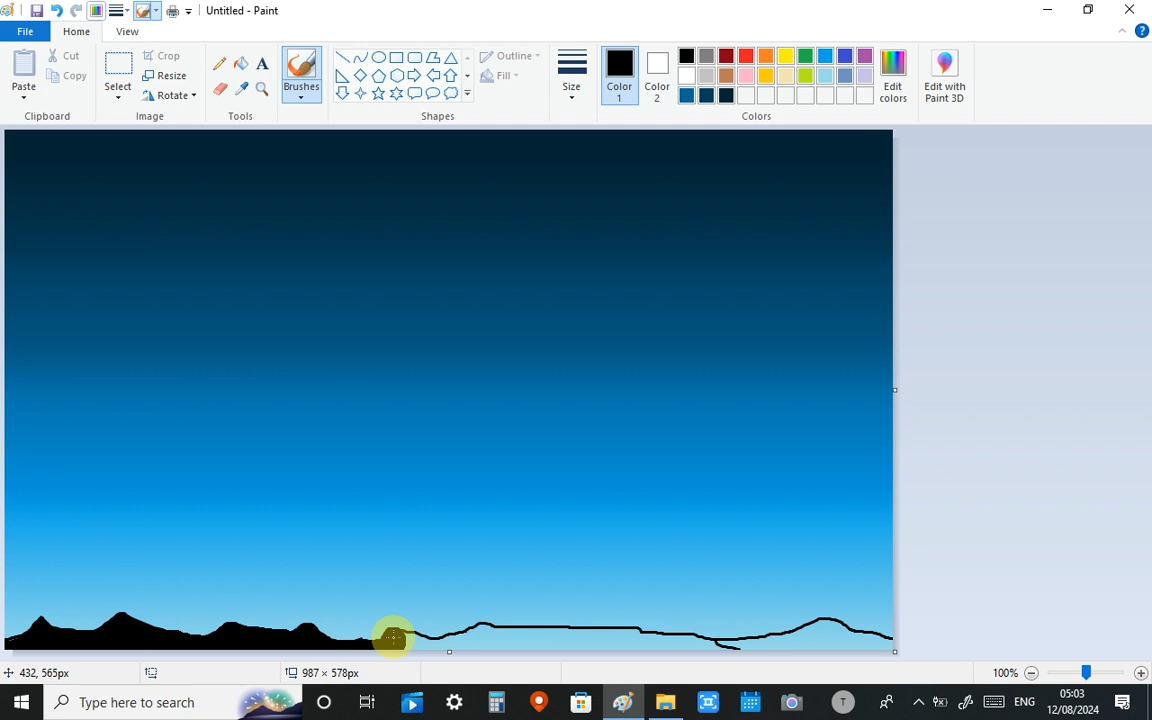 Untitled - Paint
File
Home
View
Paste
Cut
Copy
Clipboard
Select
Crop
Resize
Rotate
Image
Tools
Brushes
Shapes
Outline
Fill
Size
Color 1
Color 2
Edit colors
Colors
Edit with Paint 3D
432, 565px
987 × 578px
100%
Type here to search
T
ENG
05:03
12/08/2024